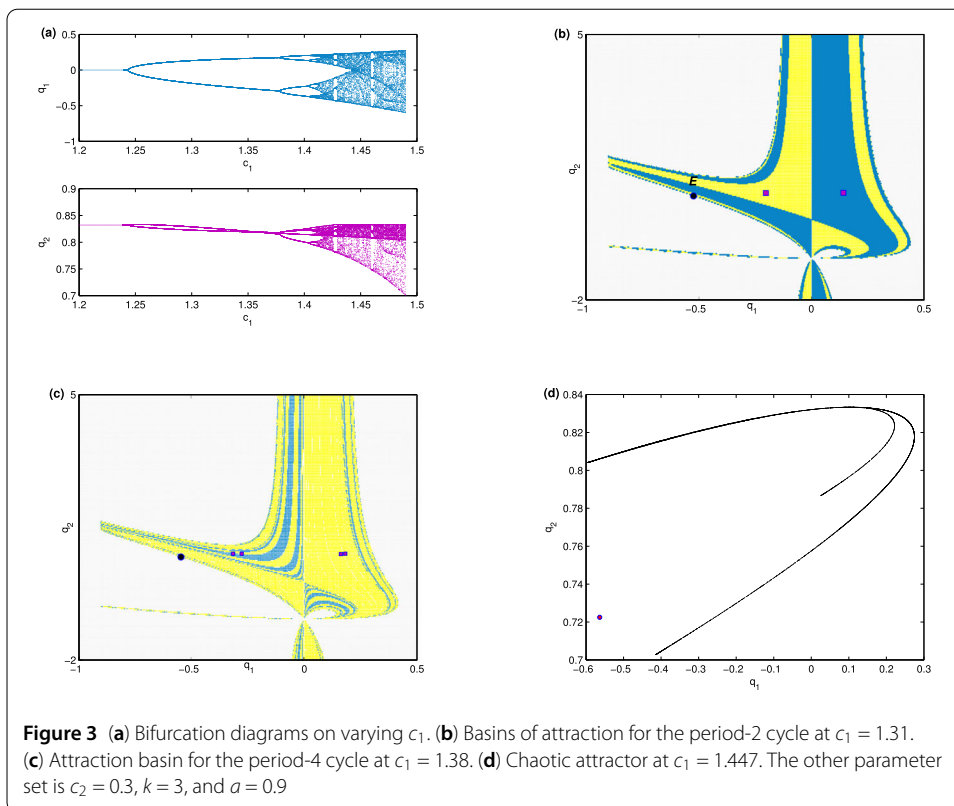 (a)
0.5
0
−0.5
−1
q1
1.2 1.25 1.3 1.35 1.4 1.45 1.5
c1
0.9
0.85
0.8
0.75
0.7
q2
1.2 1.25 1.3 1.35 1.4 1.45 1.5
c1
(b)
5
q2
E
−2
−1 −0.5 0 0.5
q1
(c)
5
q2
−2
−1 −0.5 0 0.5
q1
(d)
0.84
0.82
0.8
0.78
0.76
0.74
0.72
0.7
q2
−0.6 −0.5 −0.4 −0.3 −0.2 −0.1 0 0.1 0.2 0.3
q1
Figure 3 (a) Bifurcation diagrams on varying c1. (b) Basins of attraction for the period-2 cycle at c1 = 1.31.
(c) Attraction basin for the period-4 cycle at c1 = 1.38. (d) Chaotic attractor at c1 = 1.447. The other parameter
set is c2 = 0.3, k = 3, and a = 0.9